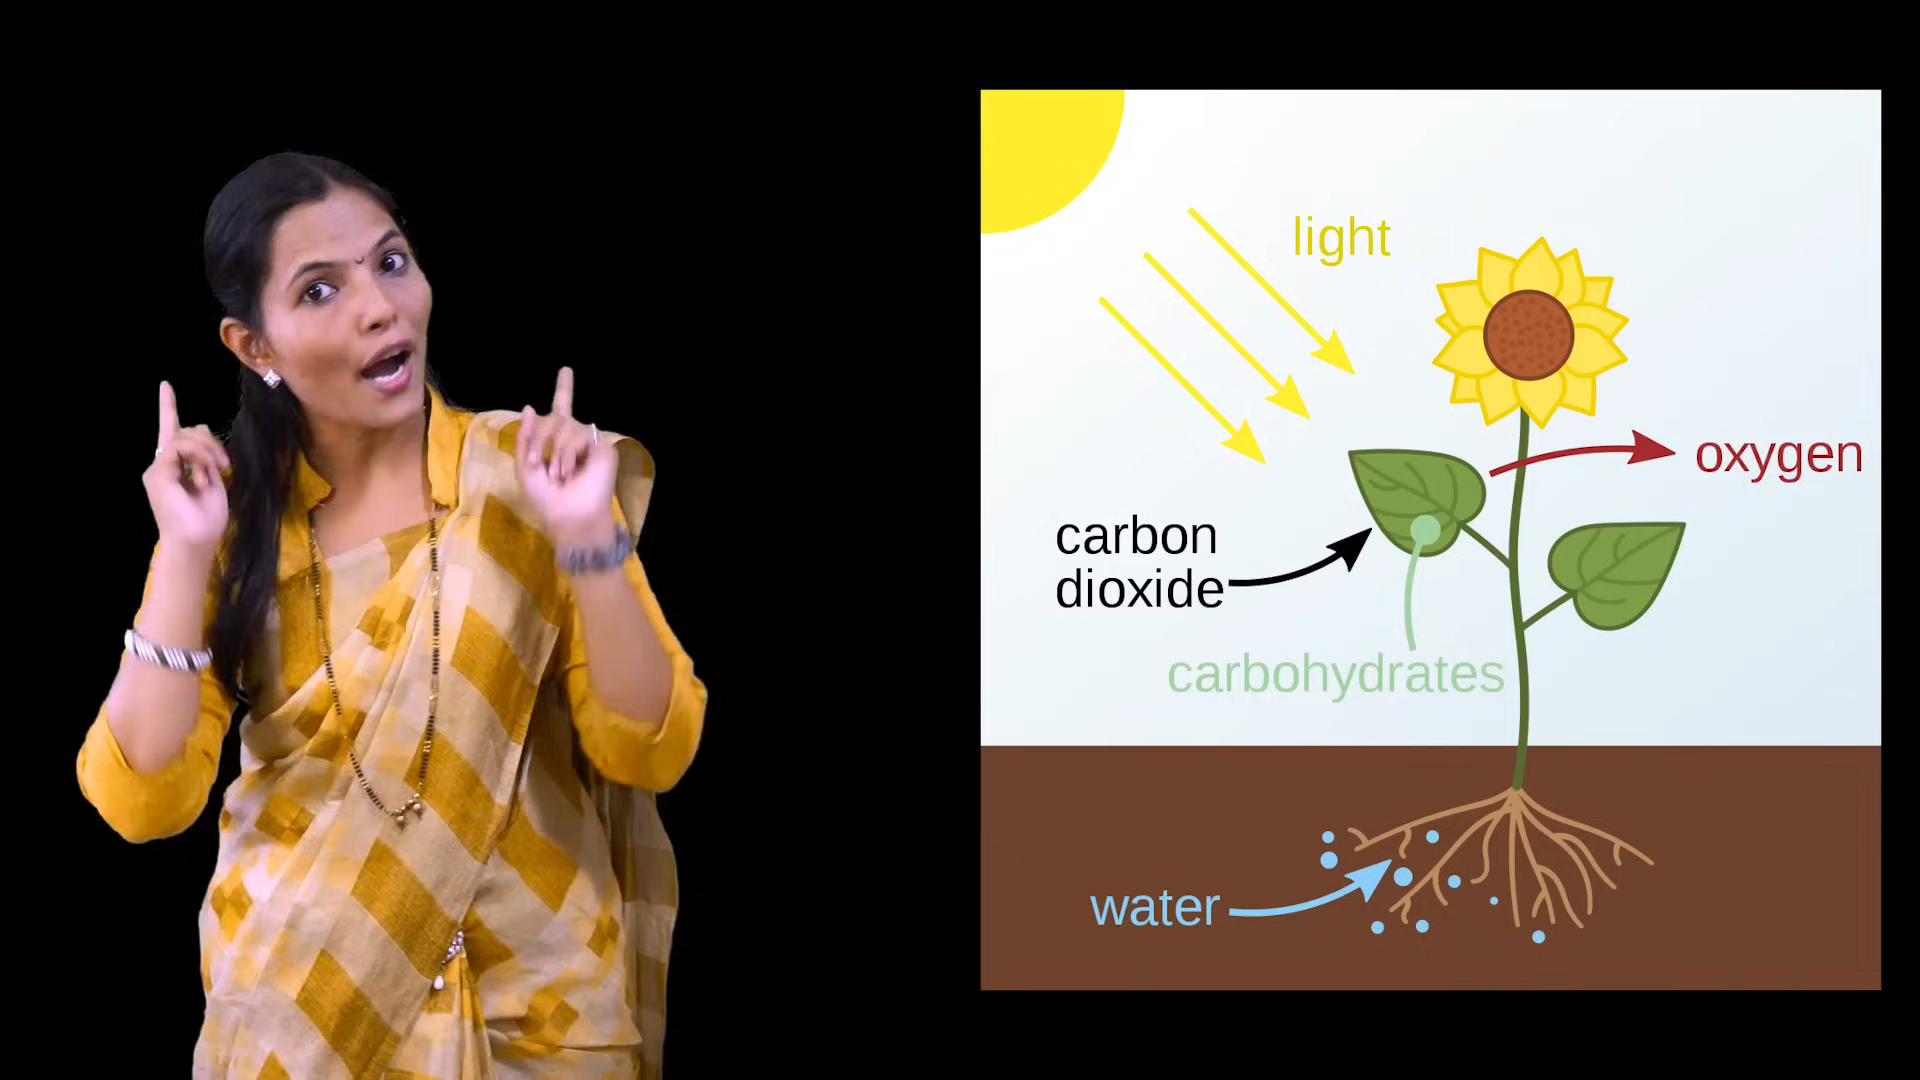 light
oxygen
carbon
dioxide
carbohydrates
water